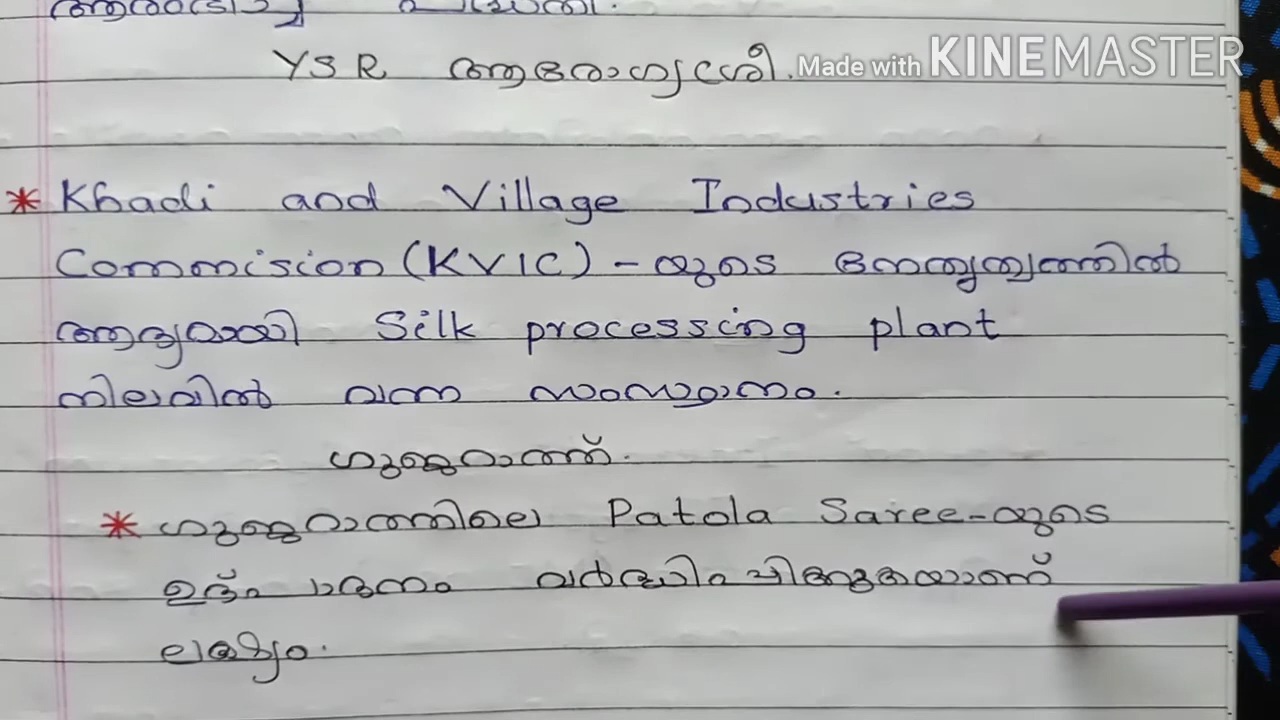 YSR ആരോഗ്യശ്രീ.
Made with KINEMASTER
* Khadi and Village Industries
Commision (KVIC) - യുടെ നേതൃത്വത്തിൽ
ആദ്യമായി Silk processing plant
നിലവിൽ വന്ന സംസ്ഥാനം.
ഗുജറാത്ത്.
* ഗുജറാത്തിലെ Patola Saree-യുടെ
ഉത്പാദനം വർദ്ധിപ്പിക്കുകയാണ്
ലക്ഷ്യം.